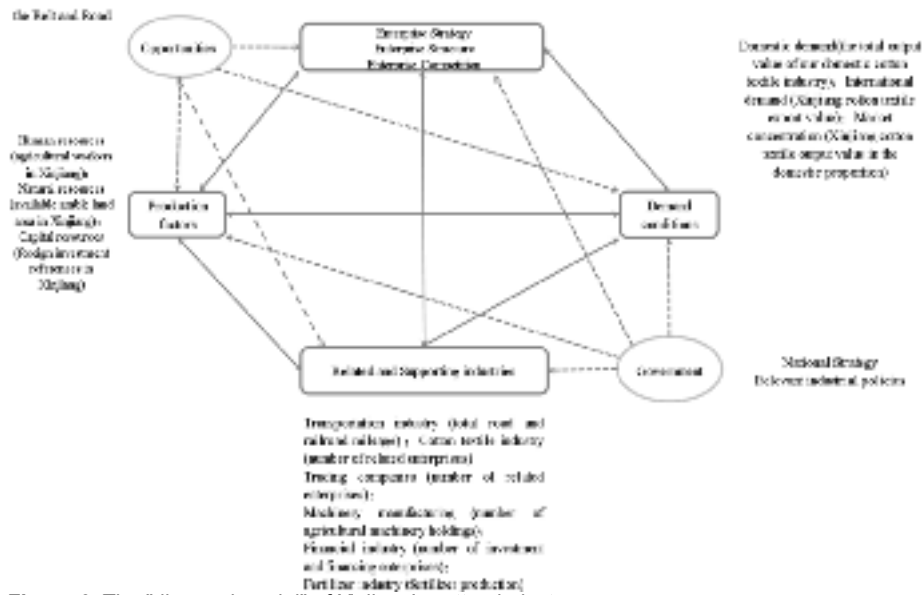 the Belt and Road
Opportunities
Enterprise Strategy
Enterprise Structure
Enterprise Competition
Domestic demand(the total output
value of our domestic cotton
textile industry); International
demand (Xinjiang cotton textile
export value); Market
concentration (Xinjiang cotton
textile output value in the
domestic proportion)
Human resources
(agricultural workers
in Xinjiang);
Natural resources
(available arable land
area in Xinjiang);
Capital resources
(foreign investment
in
Xinjiang)
Production
factors
Demand
conditions
Related and Supporting industries
Government
National Strategy
Relevant industrial policies
Transportation industry (total road and
railroad mileage); Cotton textile industry
(number of related enterprises)
Trading companies (number of related
enterprises);
Machinery manufacturing (number of
agricultural machinery holdings);
Financial industry (number of investment
and financing enterprises);
Fertilizer industry (fertilizer production)